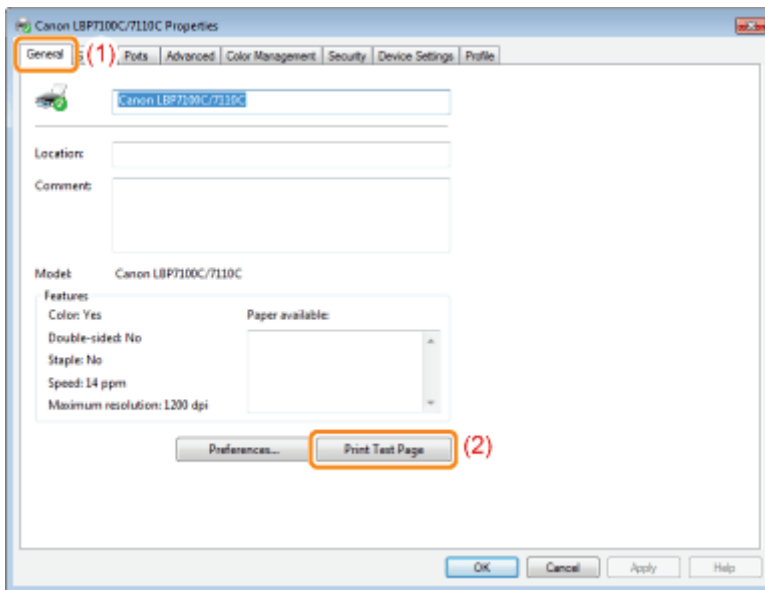 Canon LBP7100C/7110C Properties
General (1) Ports Advanced Color Management Security Device Settings Profile
Canon LBP7100C/7110C
Location:
Comment:
Model: Canon LBP7100C/7110C
Features
Color: Yes Paper available:
Double-sided: No
Staple: No
Speed: 14 ppm
Maximum resolution: 1200 dpi
Preferences... Print Test Page (2)
OK Cancel Apply Help